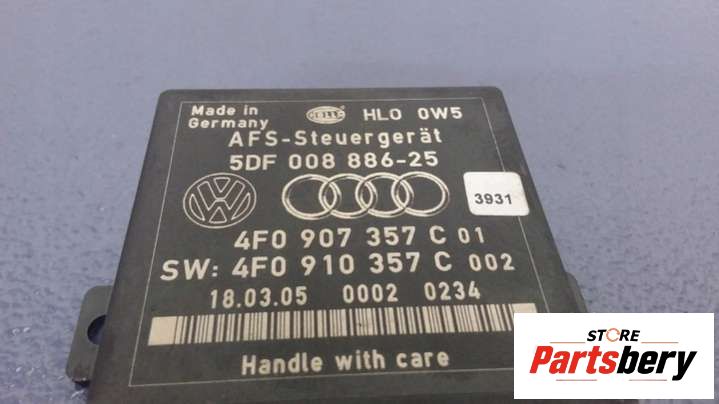 Made in
Germany
HELLA
HLO 0W5
AFS-Steuergerät
5DF 008 886-25
3931
4F0 907 357 C 01
SW: 4F0 910 357 C 002
18.03.05 0002 0234
Handle with care
STORE
Partsbery